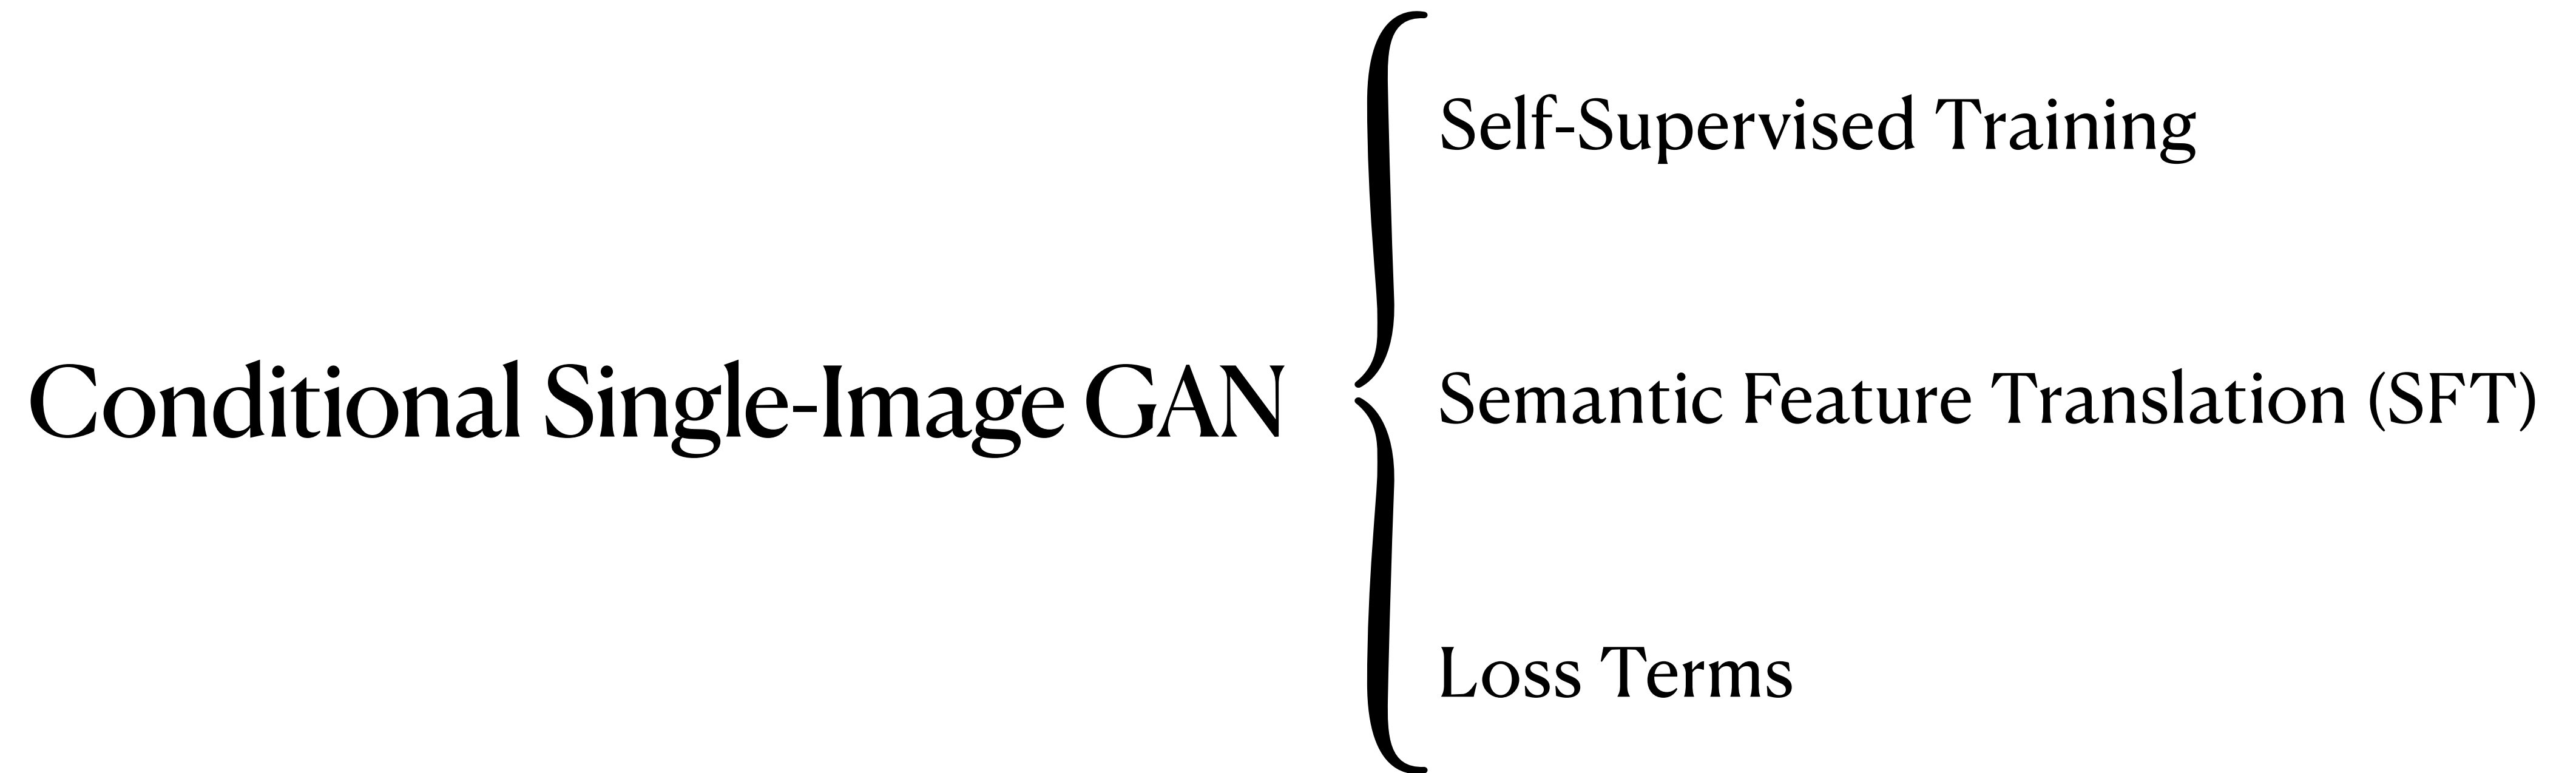 Conditional Single-Image GAN
Self-Supervised Training
Semantic Feature Translation (SFT)
Loss Terms